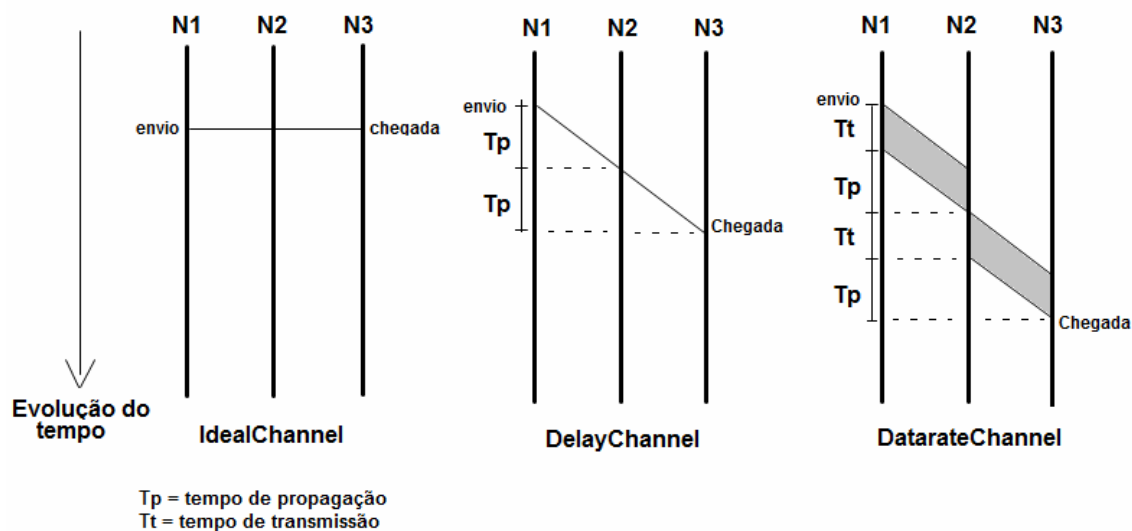 N1 N2 N3
envio
chegada
IdealChannel
N1 N2 N3
envio
Tp
Tp
Chegada
DelayChannel
N1 N2 N3
envio
Tt
Tp
Tt
Tp
Chegada
DatarateChannel
Evolução do
tempo
Tp = tempo de propagação
Tt = tempo de transmissão